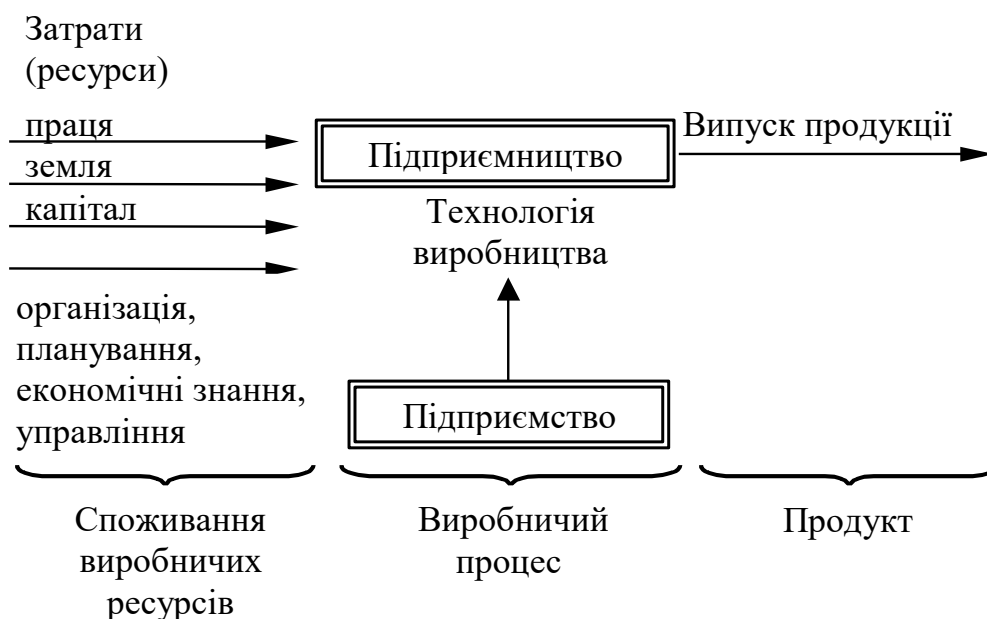 Затрати
(ресурси)
праця
земля
капітал
організація,
планування,
економічні знання,
управління
Підприємництво
Технологія
виробництва
Підприємство
Випуск продукції
Споживання
виробничих
ресурсів
Виробничий
процес
Продукт